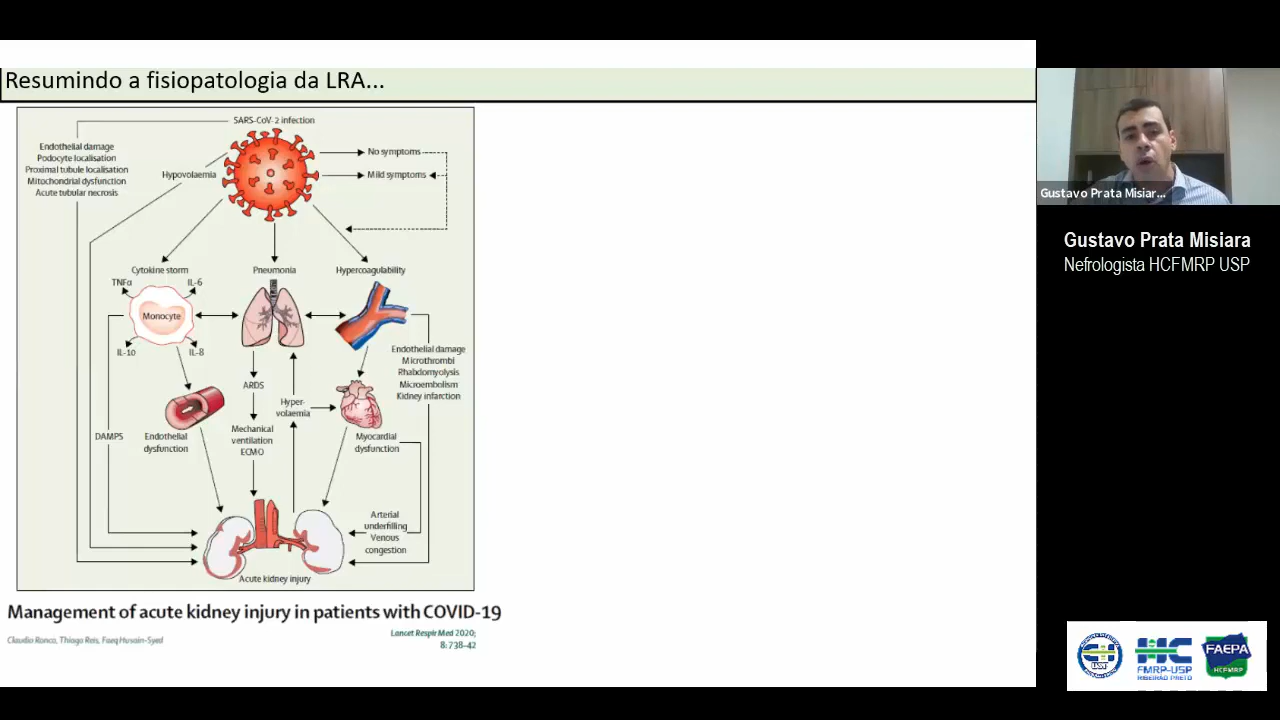 Resumindo a fisiopatologia da LRA...
SARS-CoV-2 infection
Endothelial damage
Podocyte localisation
Proximal tubule localisation
Mitochondrial dysfunction
Acute tubular necrosis
Hypovolaemia
No symptoms
Mild symptoms
Cytokine storm
Pneumonia
Hypercoagulability
TNFα
IL-6
Monocyte
IL-10
IL-8
Endothelial damage
Microthrombi
Rhabdomyolysis
Microembolism
Kidney infarction
ARDS
Hyper-
volaemia
DAMPS
Endothelial
dysfunction
Mechanical
ventilation
ECMO
Myocardial
dysfunction
Arterial
underfilling
Venous
congestion
Acute kidney injury
Management of acute kidney injury in patients with COVID-19
Claudio Ronco, Thiago Reis, Faeq Husain-Syed
Lancet Respir Med 2020;
8: 738–42
Gustavo Prata Misiar...
Gustavo Prata Misiara
Nefrologista HCFMRP USP
HC
FMRP-USP
RIBEIRÃO PRETO
FAEPA
HCFMRP